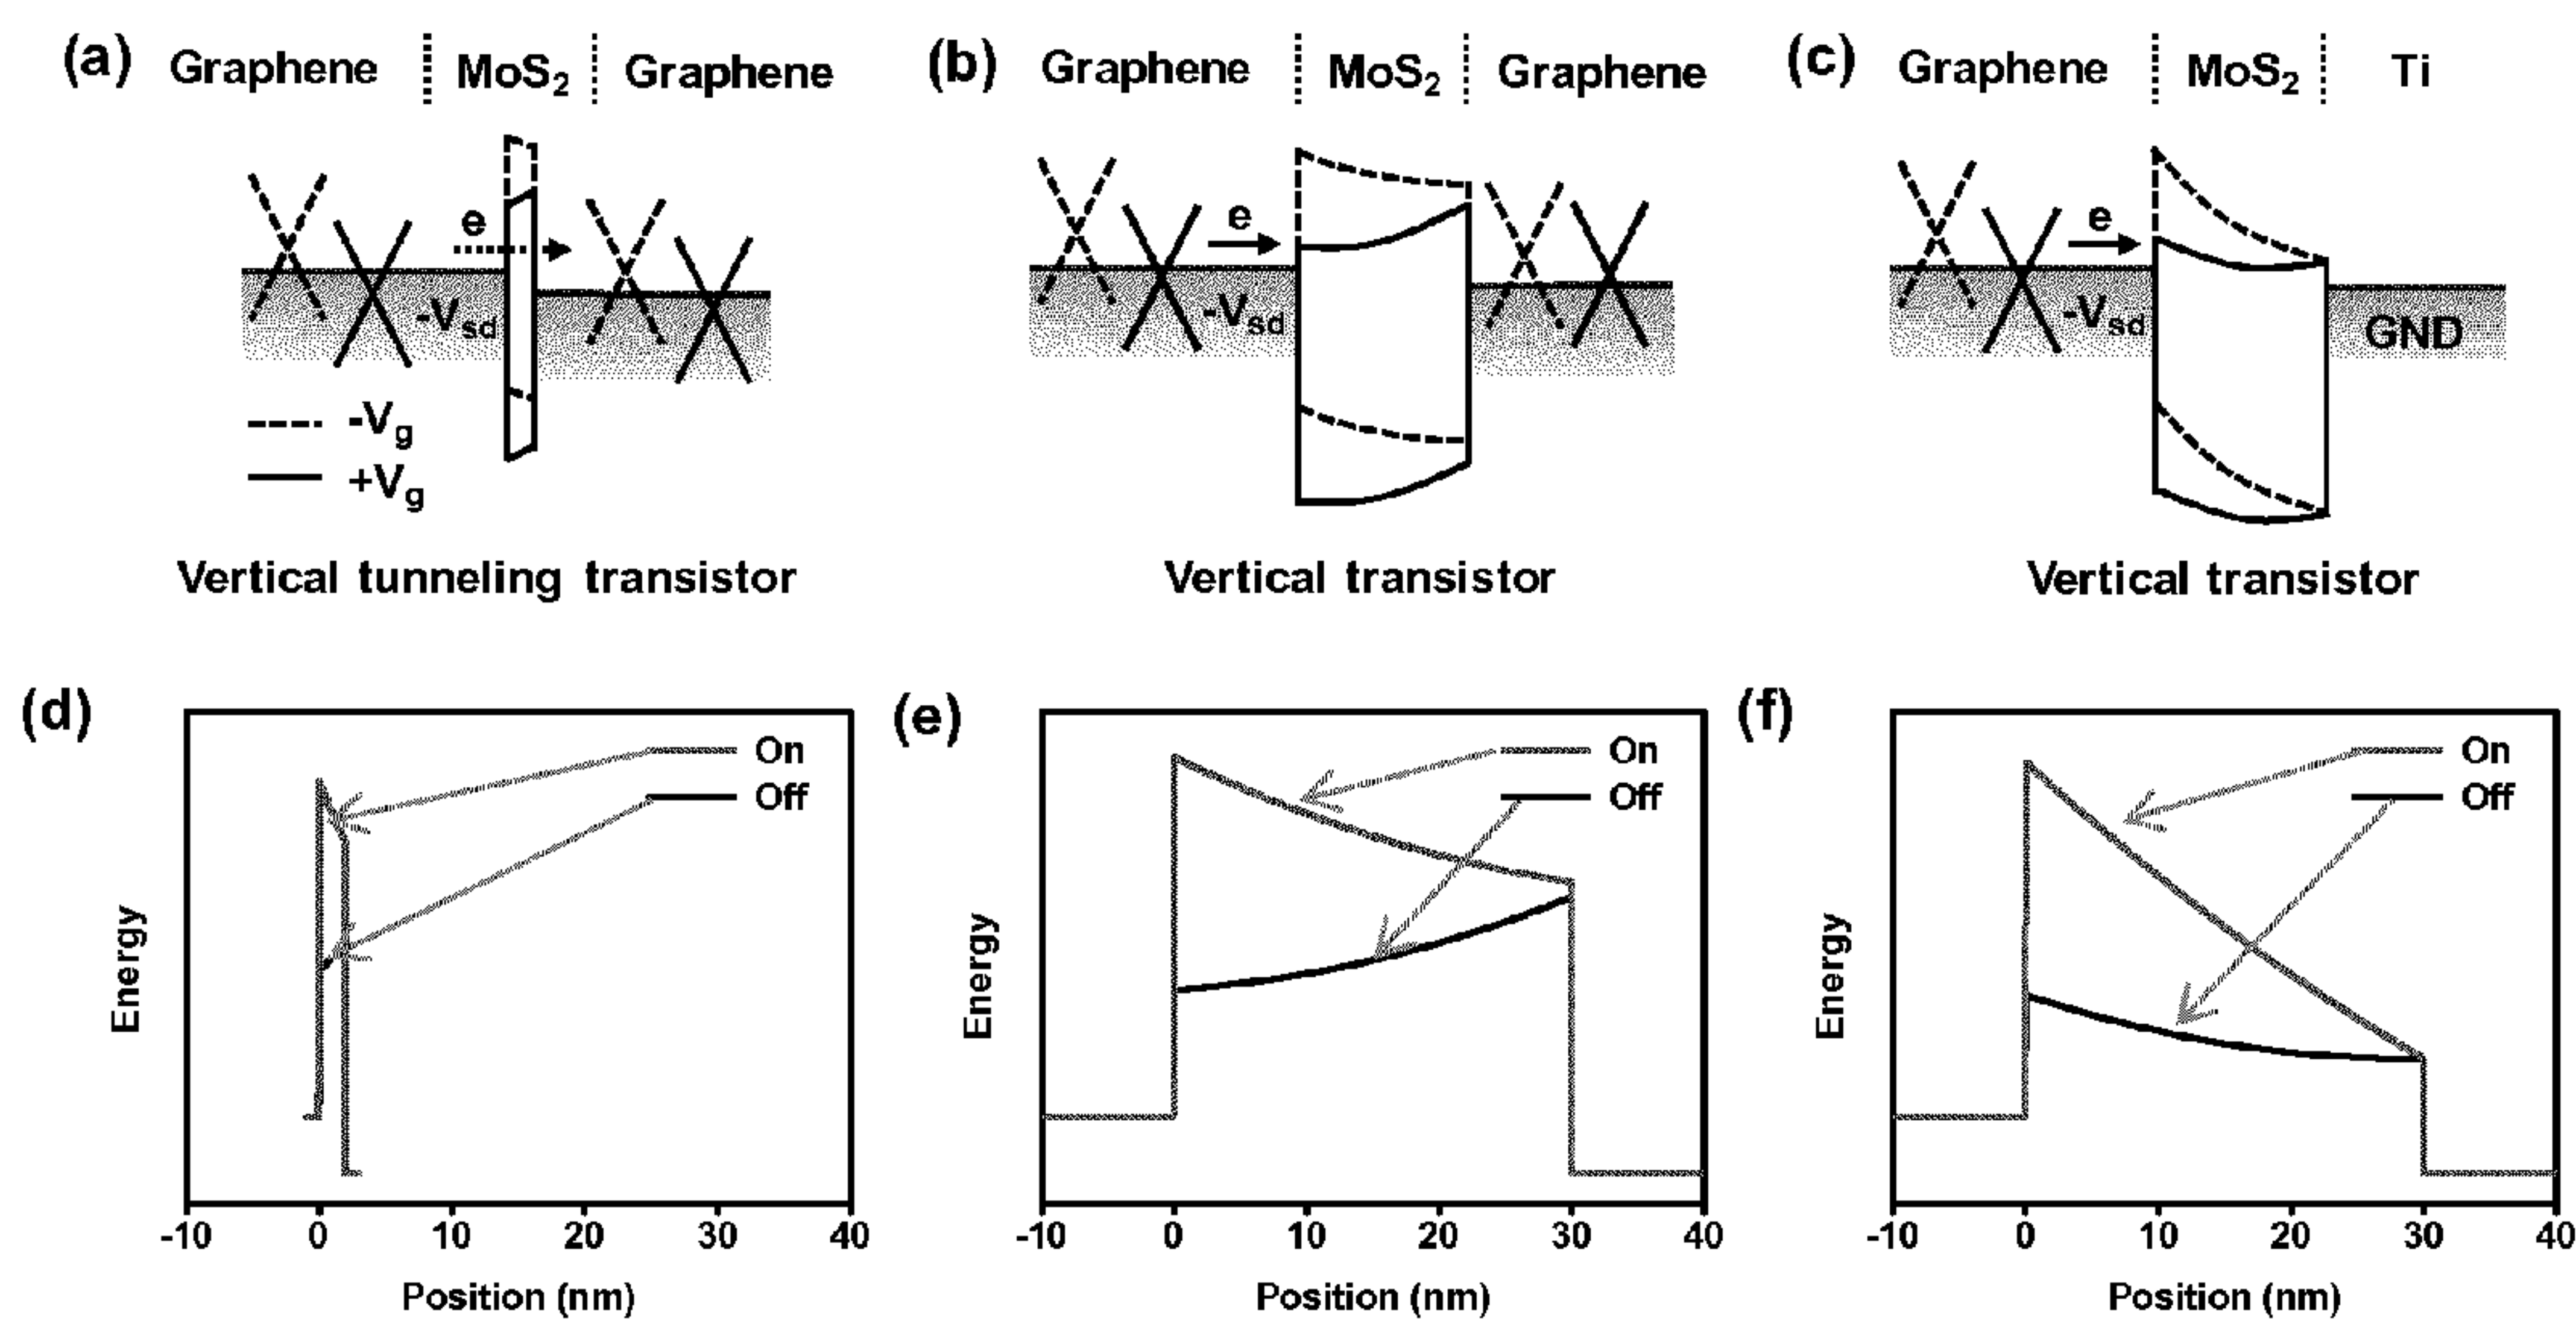 (a) Graphene MoS₂ Graphene
e
-Vsd
-Vg
+Vg
Vertical tunneling transistor
(b) Graphene MoS₂ Graphene
e
-Vsd
Vertical transistor
(c) Graphene MoS₂ Ti
e
-Vsd
GND
Vertical transistor
(d)
On
Off
Energy
-10 0 10 20 30 40
Position (nm)
(e)
On
Off
Energy
-10 0 10 20 30 40
Position (nm)
(f)
On
Off
Energy
-10 0 10 20 30 40
Position (nm)